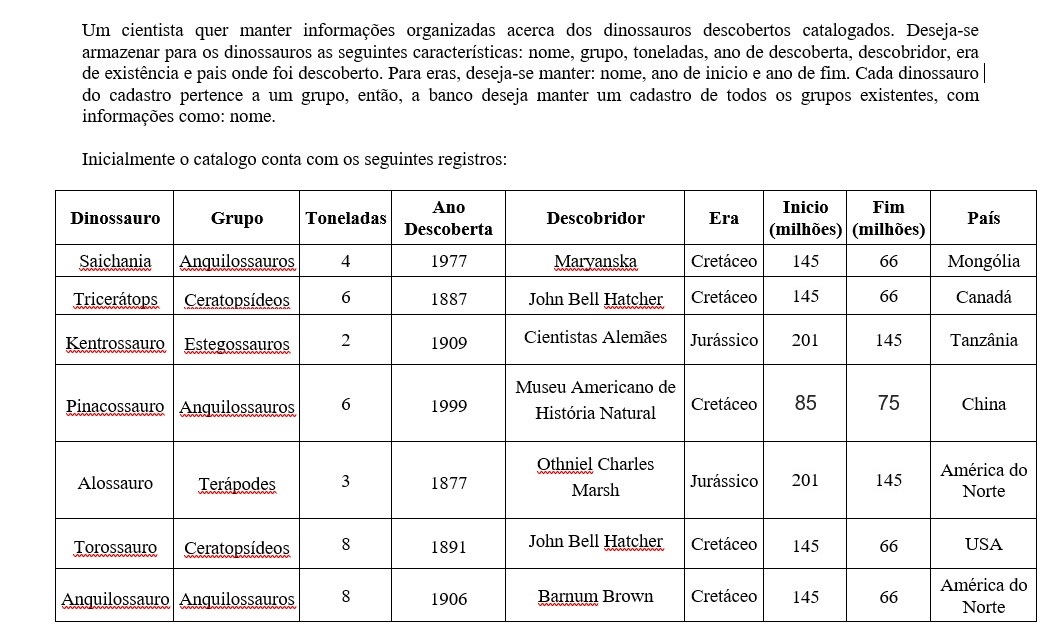 Um cientista quer manter informações organizadas acerca dos dinossauros descobertos catalogados. Deseja-se
armazenar para os dinossauros as seguintes características: nome, grupo, toneladas, ano de descoberta, descobridor, era
de existência e pais onde foi descoberto. Para eras, deseja-se manter: nome, ano de inicio e ano de fim. Cada dinossauro
do cadastro pertence a um grupo, então, a banco deseja manter um cadastro de todos os grupos existentes, com
informações como: nome.
Inicialmente o catalogo conta com os seguintes registros:
Dinossauro Grupo Toneladas Ano Descoberta Descobridor Era Inicio (milhões) Fim (milhões) País
Saichania Anquilossauros 4 1977 Maryanska Cretáceo 145 66 Mongólia
Tricerátops Ceratopsídeos 6 1887 John Bell Hatcher Cretáceo 145 66 Canadá
Kentrossauro Estegossauros 2 1909 Cientistas Alemães Jurássico 201 145 Tanzânia
Pinacossauro Anquilossauros 6 1999 Museu Americano de História Natural Cretáceo 85 75 China
Alossauro Terápodes 3 1877 Othniel Charles Marsh Jurássico 201 145 América do Norte
Torossauro Ceratopsídeos 8 1891 John Bell Hatcher Cretáceo 145 66 USA
Anquilossauro Anquilossauros 8 1906 Barnum Brown Cretáceo 145 66 América do Norte